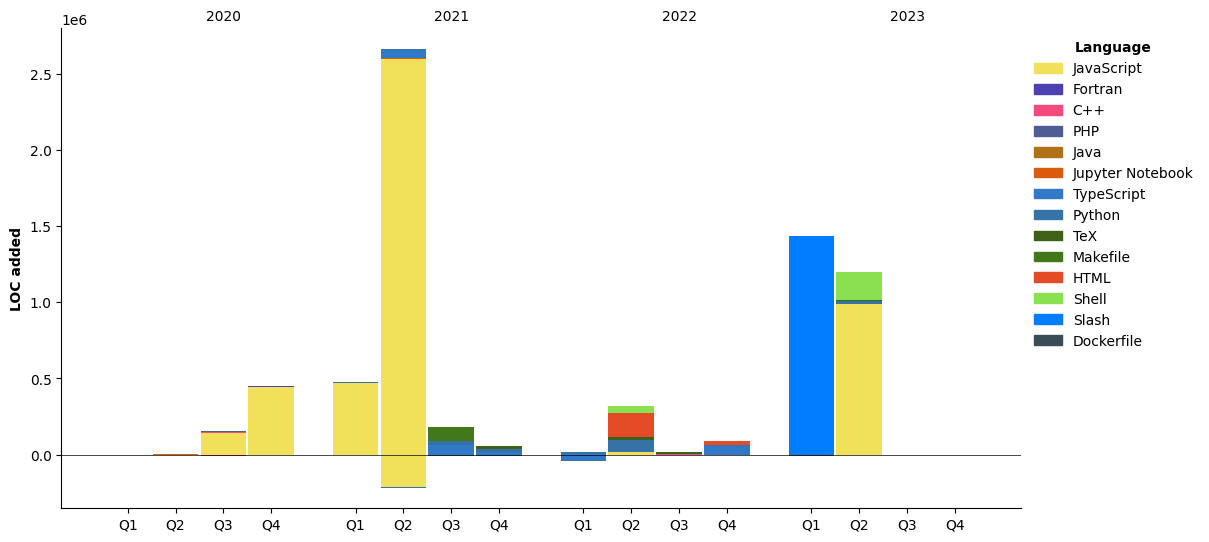 1e6
2020 2021 2022 2023
LOC added
2.5
2.0
1.5
1.0
0.5
0.0
Q1 Q2 Q3 Q4 Q1 Q2 Q3 Q4 Q1 Q2 Q3 Q4 Q1 Q2 Q3 Q4
Language
JavaScript
Fortran
C++
PHP
Java
Jupyter Notebook
TypeScript
Python
TeX
Makefile
HTML
Shell
Slash
Dockerfile